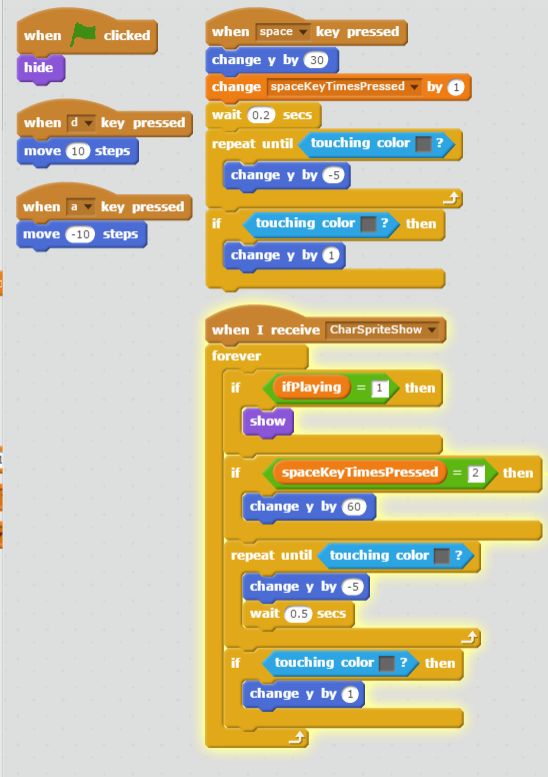 when clicked
hide
when d key pressed
move 10 steps
when a key pressed
move -10 steps
when space key pressed
change y by 30
change spaceKeyTimesPressed by 1
wait 0.2 secs
repeat until touching color ?
change y by -5
if touching color ? then
change y by 1
when I receive CharSpriteShow
forever
if ifPlaying = 1 then
show
if spaceKeyTimesPressed = 2 then
change y by 60
repeat until touching color ?
change y by -5
wait 0.5 secs
if touching color ? then
change y by 1